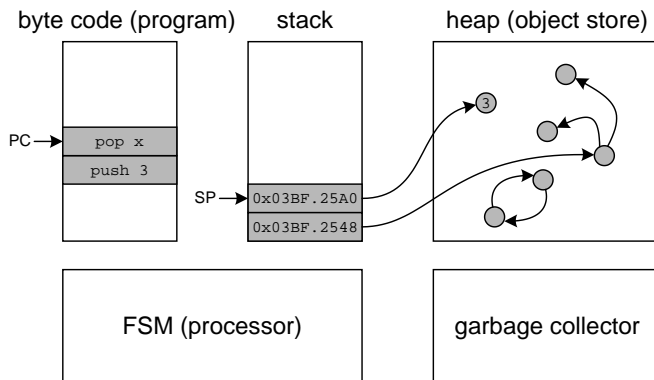 byte code (program)
stack
heap (object store)
3
PC
pop x
push 3
SP
0x03BF.25A0
0x03BF.2548
FSM (processor)
garbage collector